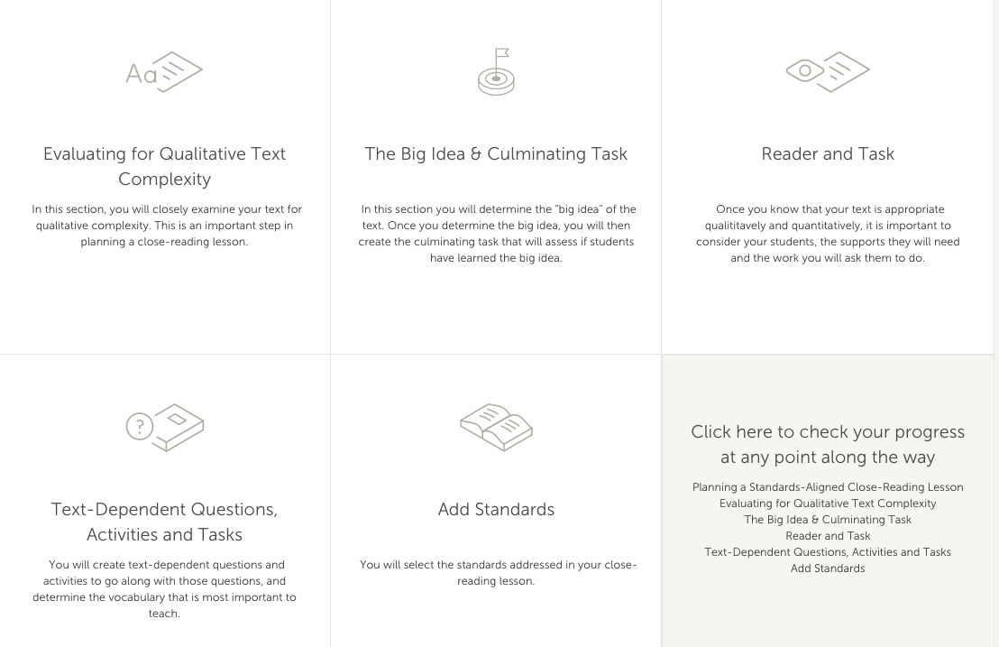 Aa
Evaluating for Qualitative Text
Complexity
In this section, you will closely examine your text for
qualitative complexity. This is an important step in
planning a close-reading lesson.
The Big Idea & Culminating Task
In this section you will determine the "big idea" of the
text. Once you determine the big idea, you will then
create the culminating task that will assess if students
have learned the big idea.
Reader and Task
Once you know that your text is appropriate
qualititavely and quantitatively, it is important to
consider your students, the supports they will need
and the work you will ask them to do.
?
Text-Dependent Questions,
Activities and Tasks
You will create text-dependent questions and
activities to go along with those questions, and
determine the vocabulary that is most important to
teach.
Add Standards
You will select the standards addressed in your close-
reading lesson.
Click here to check your progress
at any point along the way
Planning a Standards-Aligned Close-Reading Lesson
Evaluating for Qualitative Text Complexity
The Big Idea & Culminating Task
Reader and Task
Text-Dependent Questions, Activities and Tasks
Add Standards